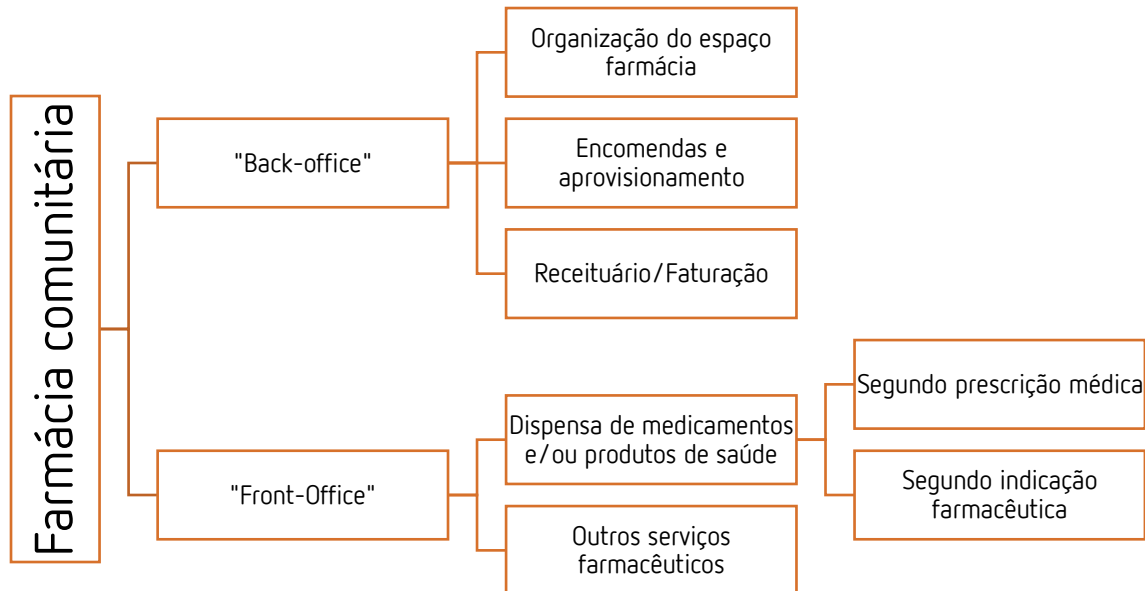 Farmácia comunitária
"Back-office"
Organização do espaço
farmácia
Encomendas e
aprovisionamento
Receituário/Faturação
"Front-Office"
Dispensa de medicamentos
e/ou produtos de saúde
Segundo prescrição médica
Segundo indicação
farmacêutica
Outros serviços
farmacêuticos